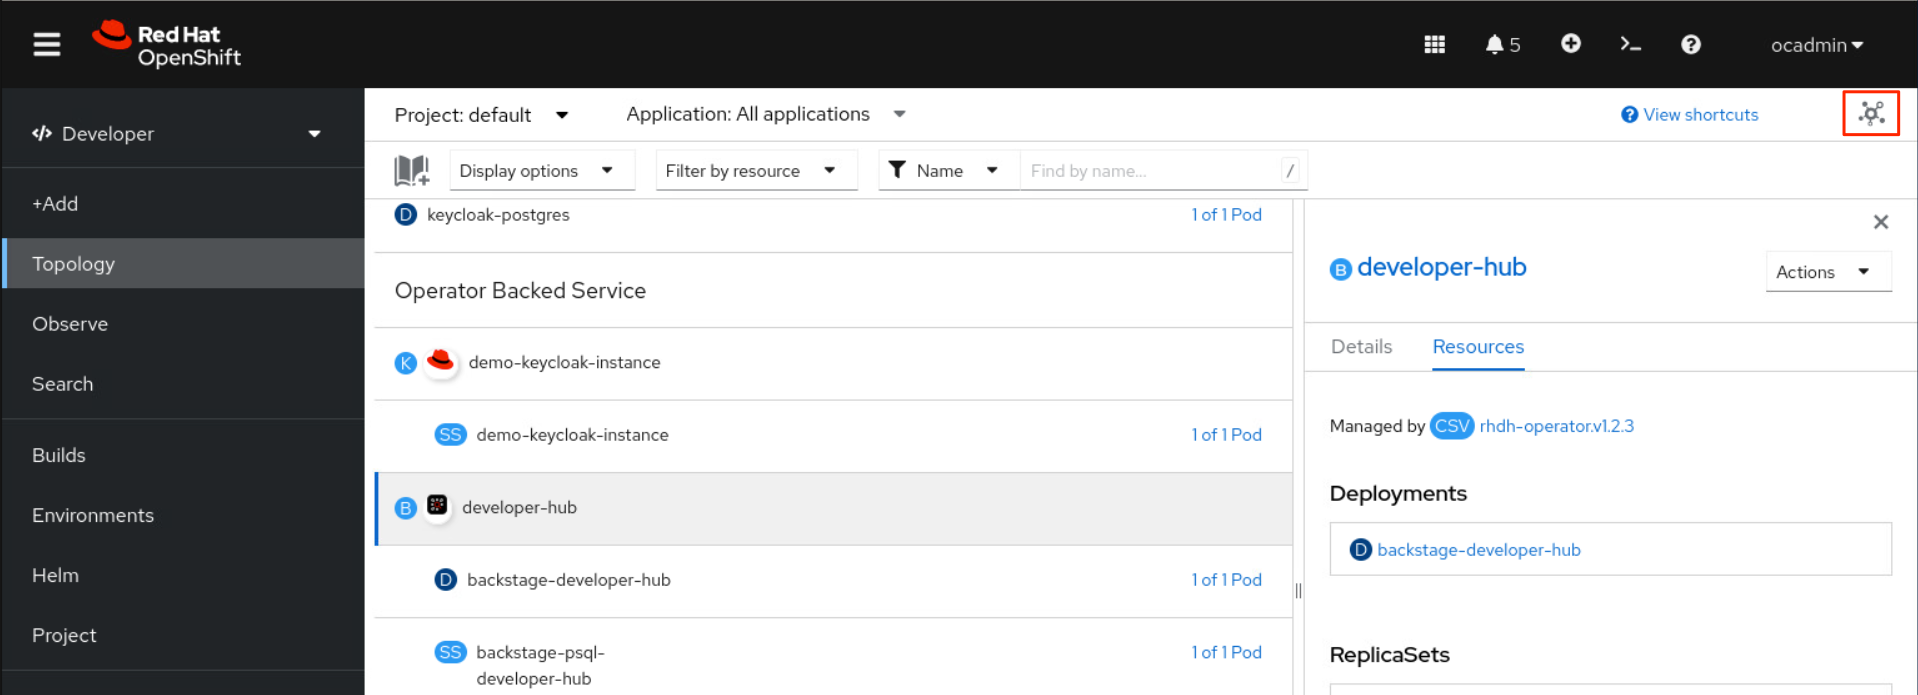 Red Hat
OpenShift
5
ocadmin
Developer
+Add
Topology
Observe
Search
Builds
Environments
Helm
Project
Project: default
Application: All applications
View shortcuts
Display options
Filter by resource
Name
Find by name...
/
D keycloak-postgres
1 of 1 Pod
Operator Backed Service
K demo-keycloak-instance
SS demo-keycloak-instance
1 of 1 Pod
B developer-hub
D backstage-developer-hub
1 of 1 Pod
SS backstage-psql-
developer-hub
1 of 1 Pod
B developer-hub
Actions
Details
Resources
Managed by CSV rhdh-operator.v1.2.3
Deployments
D backstage-developer-hub
ReplicaSets